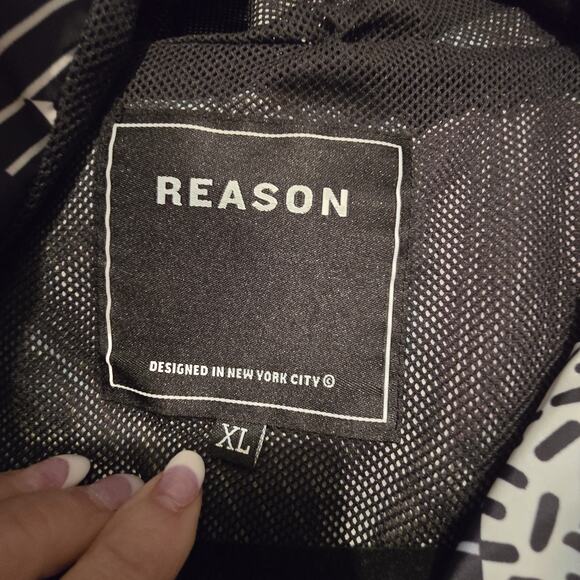 REASON
DESIGNED IN NEW YORK CITY ©
XL